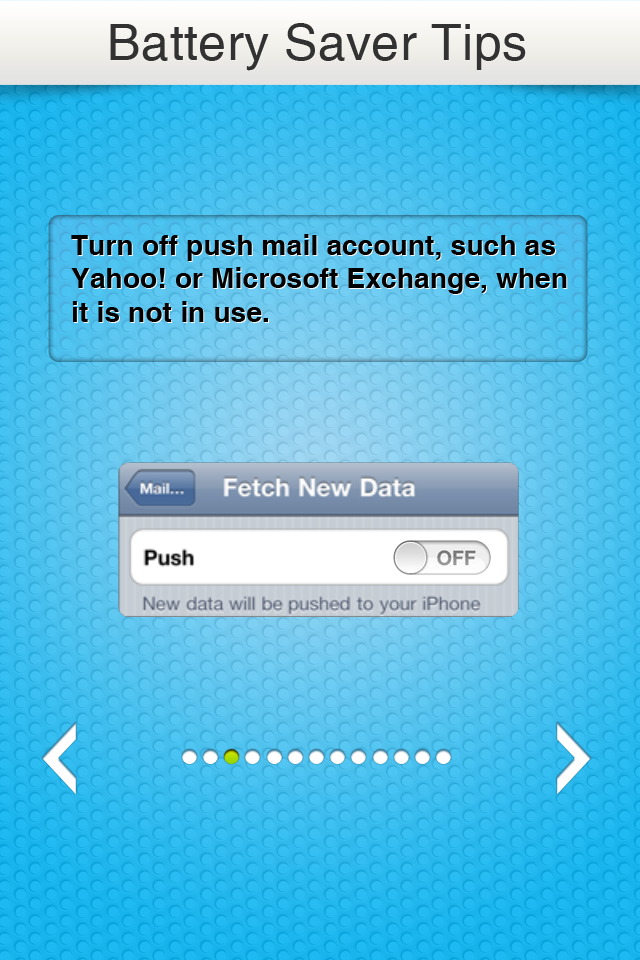 Battery Saver Tips
Turn off push mail account, such as
Yahoo! or Microsoft Exchange, when
it is not in use.
Mail...
Fetch New Data
Push
OFF
New data will be pushed to your iPhone